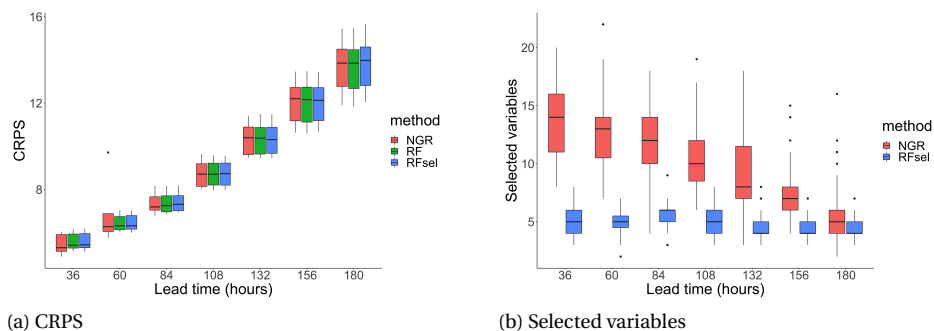 16
12
8
CRPS
36 60 84 108 132 156 180
Lead time (hours)
method
NGR
RF
RFsel
(a) CRPS
20
15
10
5
Selected variables
36 60 84 108 132 156 180
Lead time (hours)
method
NGR
RFsel
(b) Selected variables